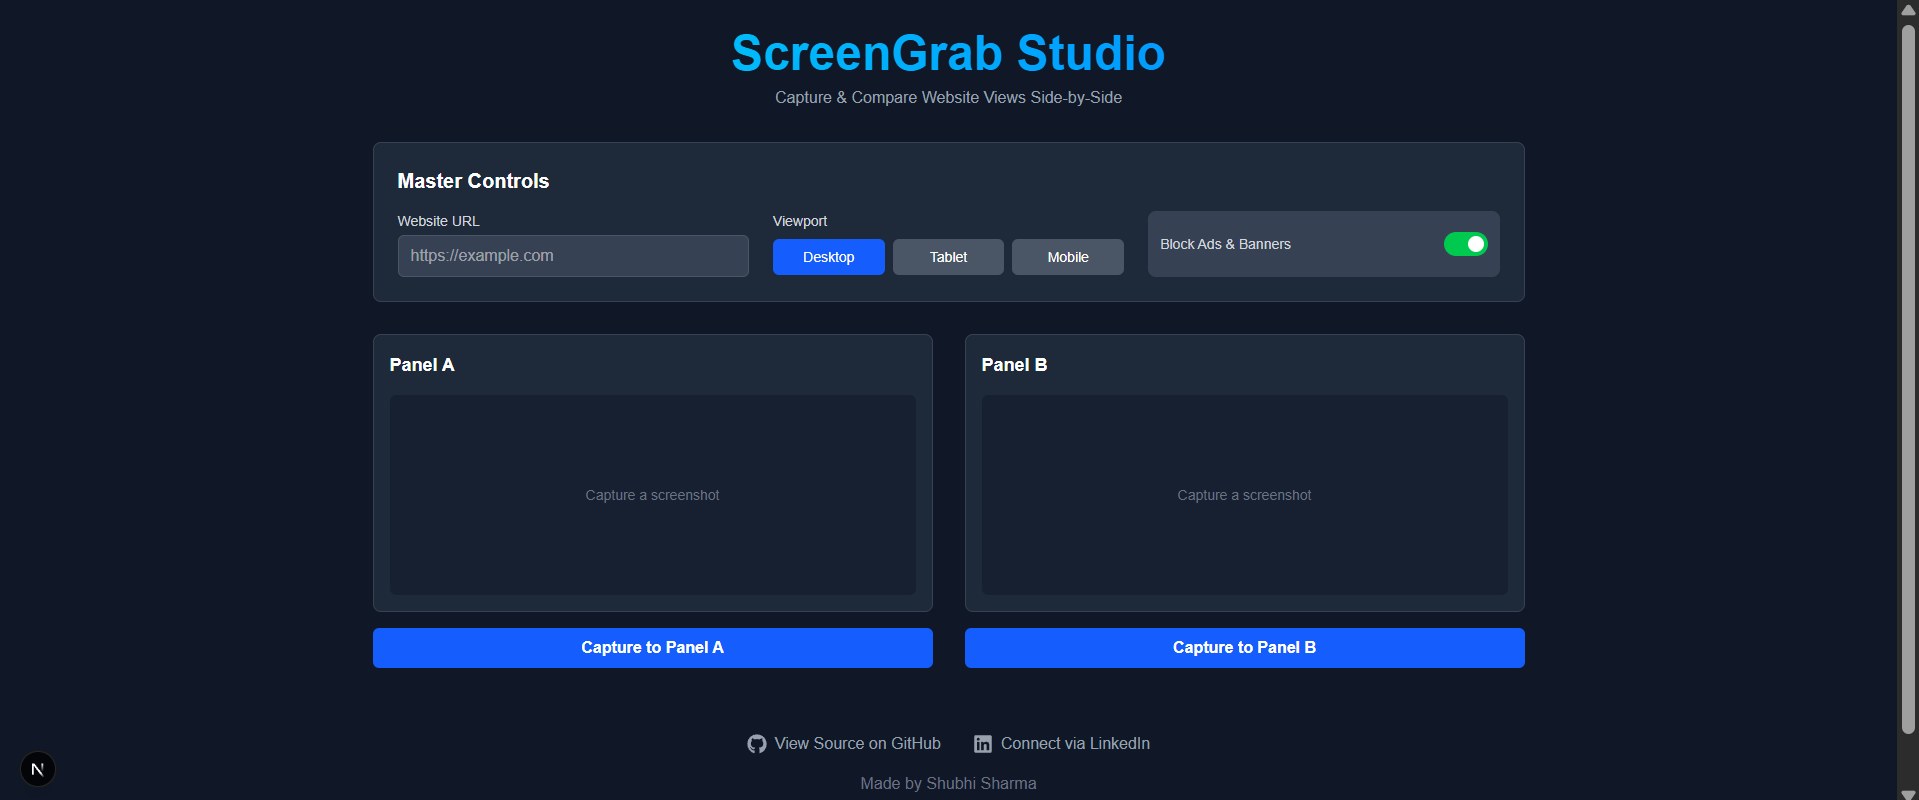 ScreenGrab Studio
Capture & Compare Website Views Side-by-Side
Master Controls
Website URL
https://example.com
Viewport
Desktop
Tablet
Mobile
Block Ads & Banners
Panel A
Capture a screenshot
Capture to Panel A
Panel B
Capture a screenshot
Capture to Panel B
View Source on GitHub
Connect via LinkedIn
Made by Shubhi Sharma
N